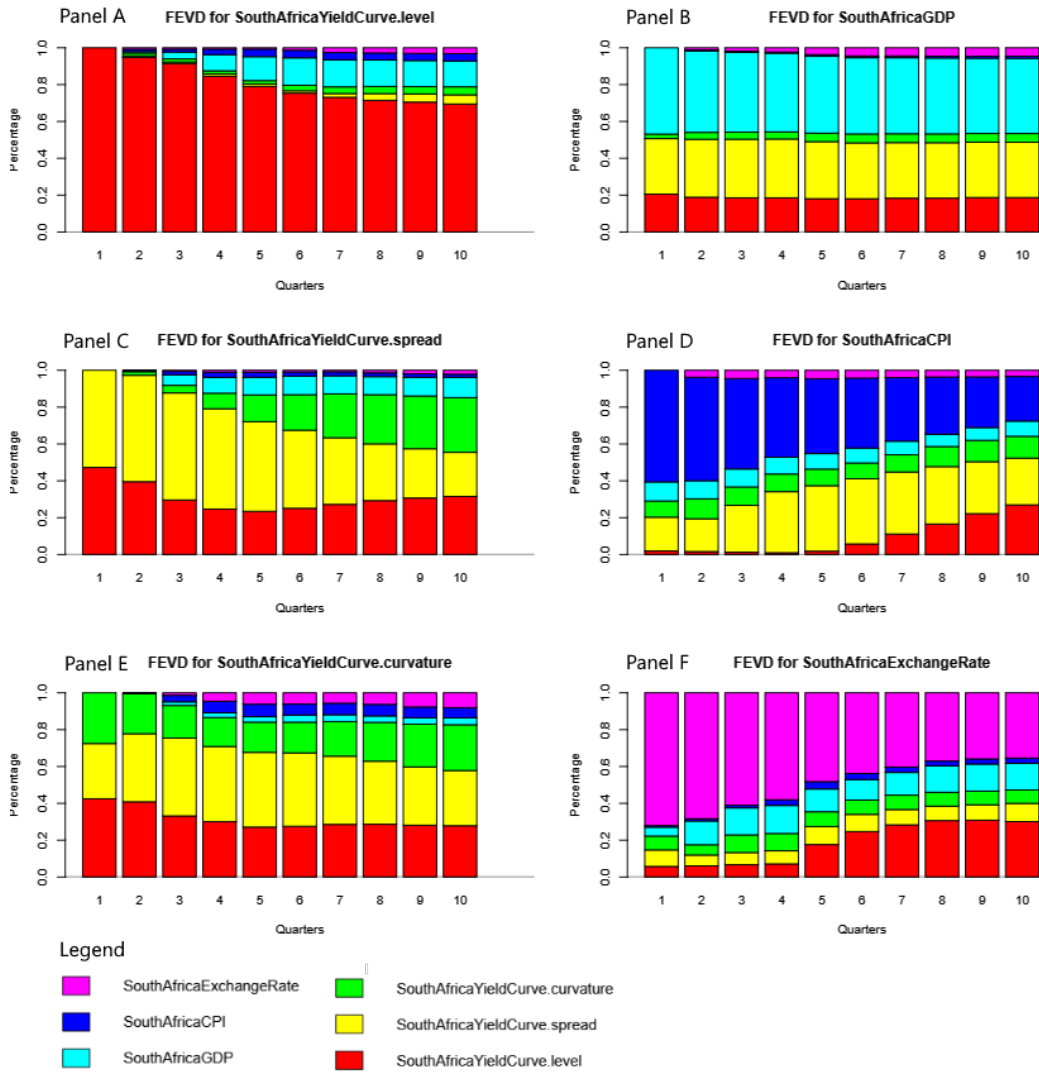 Panel A FEVD for SouthAfricaYieldCurve.level
Percentage
0.0 0.2 0.4 0.6 0.8 1.0
1 2 3 4 5 6 7 8 9 10
Quarters
Panel B FEVD for SouthAfricaGDP
Percentage
0.0 0.2 0.4 0.6 0.8 1.0
1 2 3 4 5 6 7 8 9 10
Quarters
Panel C FEVD for SouthAfricaYieldCurve.spread
Percentage
0.0 0.2 0.4 0.6 0.8 1.0
1 2 3 4 5 6 7 8 9 10
Quarters
Panel D FEVD for SouthAfricaCPI
Percentage
0.0 0.2 0.4 0.6 0.8 1.0
1 2 3 4 5 6 7 8 9 10
Quarters
Panel E FEVD for SouthAfricaYieldCurve.curvature
Percentage
0.0 0.2 0.4 0.6 0.8 1.0
1 2 3 4 5 6 7 8 9 10
Quarters
Panel F FEVD for SouthAfricaExchangeRate
Percentage
0.0 0.2 0.4 0.6 0.8 1.0
1 2 3 4 5 6 7 8 9 10
Quarters
Legend
SouthAfricaExchangeRate
SouthAfricaCPI
SouthAfricaGDP
SouthAfricaYieldCurve.curvature
SouthAfricaYieldCurve.spread
SouthAfricaYieldCurve.level